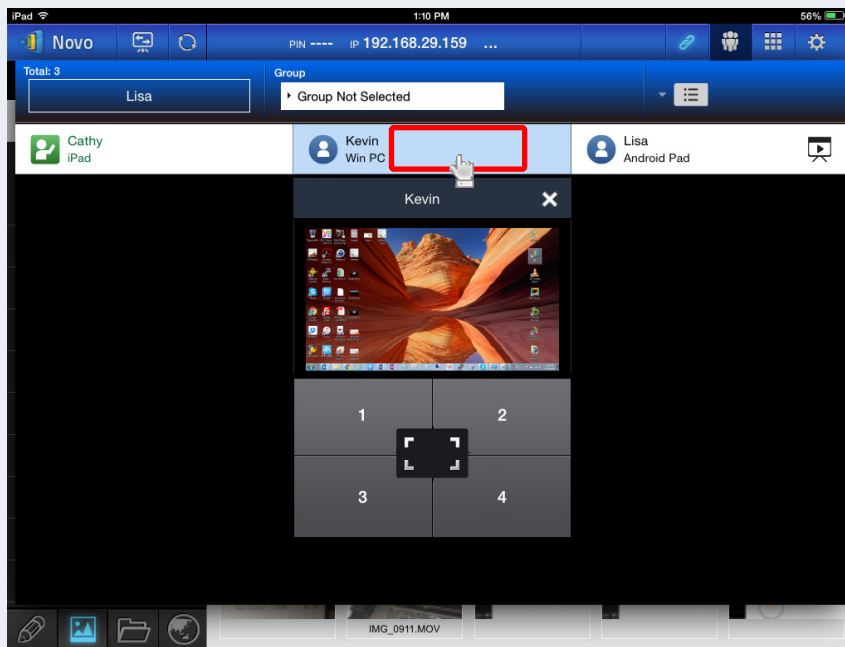 iPad 1:10 PM 56%
Novo PIN ---- IP 192.168.29.159 ...
Total: 3 Group
Lisa Group Not Selected
Cathy Kevin Lisa
iPad Win PC Android Pad
Kevin
1 2
3 4
IMG_0911.MOV